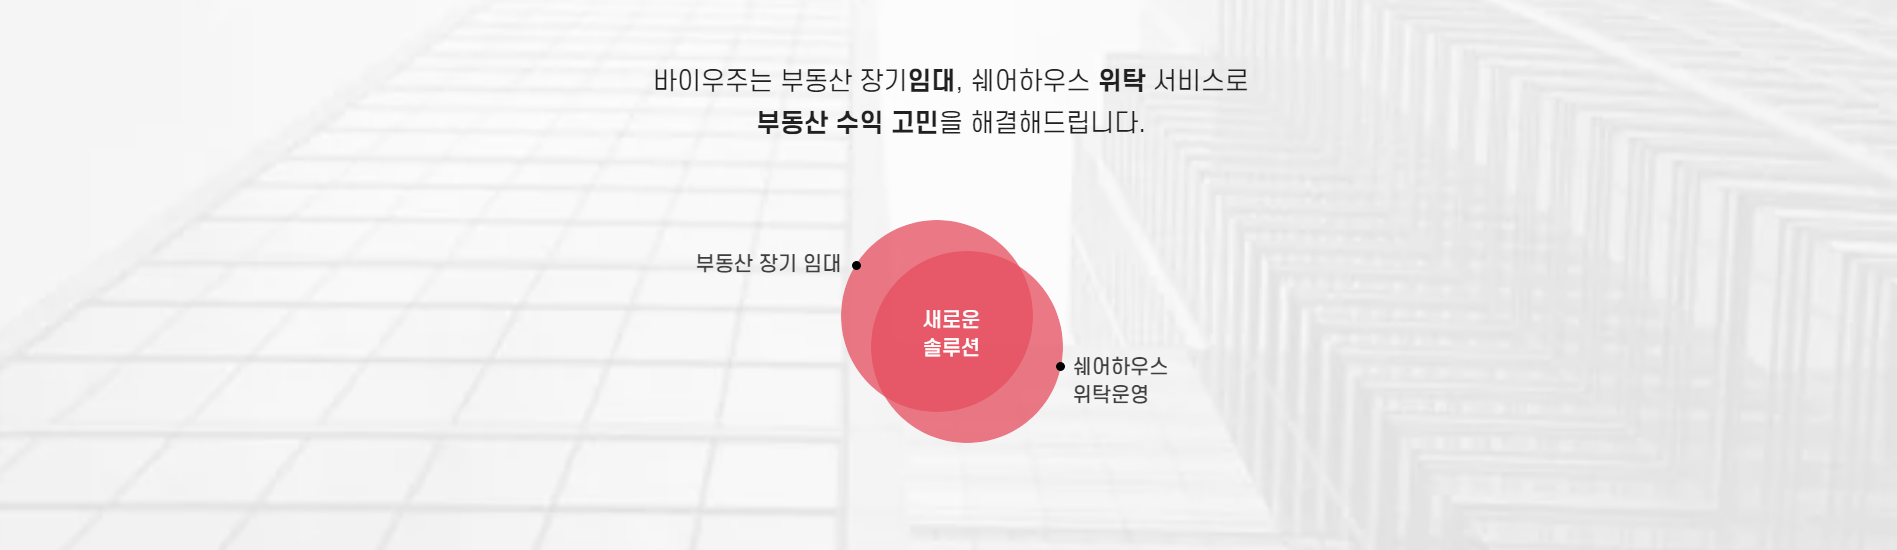 바이우주는 부동산 장기임대, 쉐어하우스 위탁 서비스로
부동산 수익 고민을 해결해드립니다.
부동산 장기 임대
새로운
솔루션
쉐어하우스
위탁운영